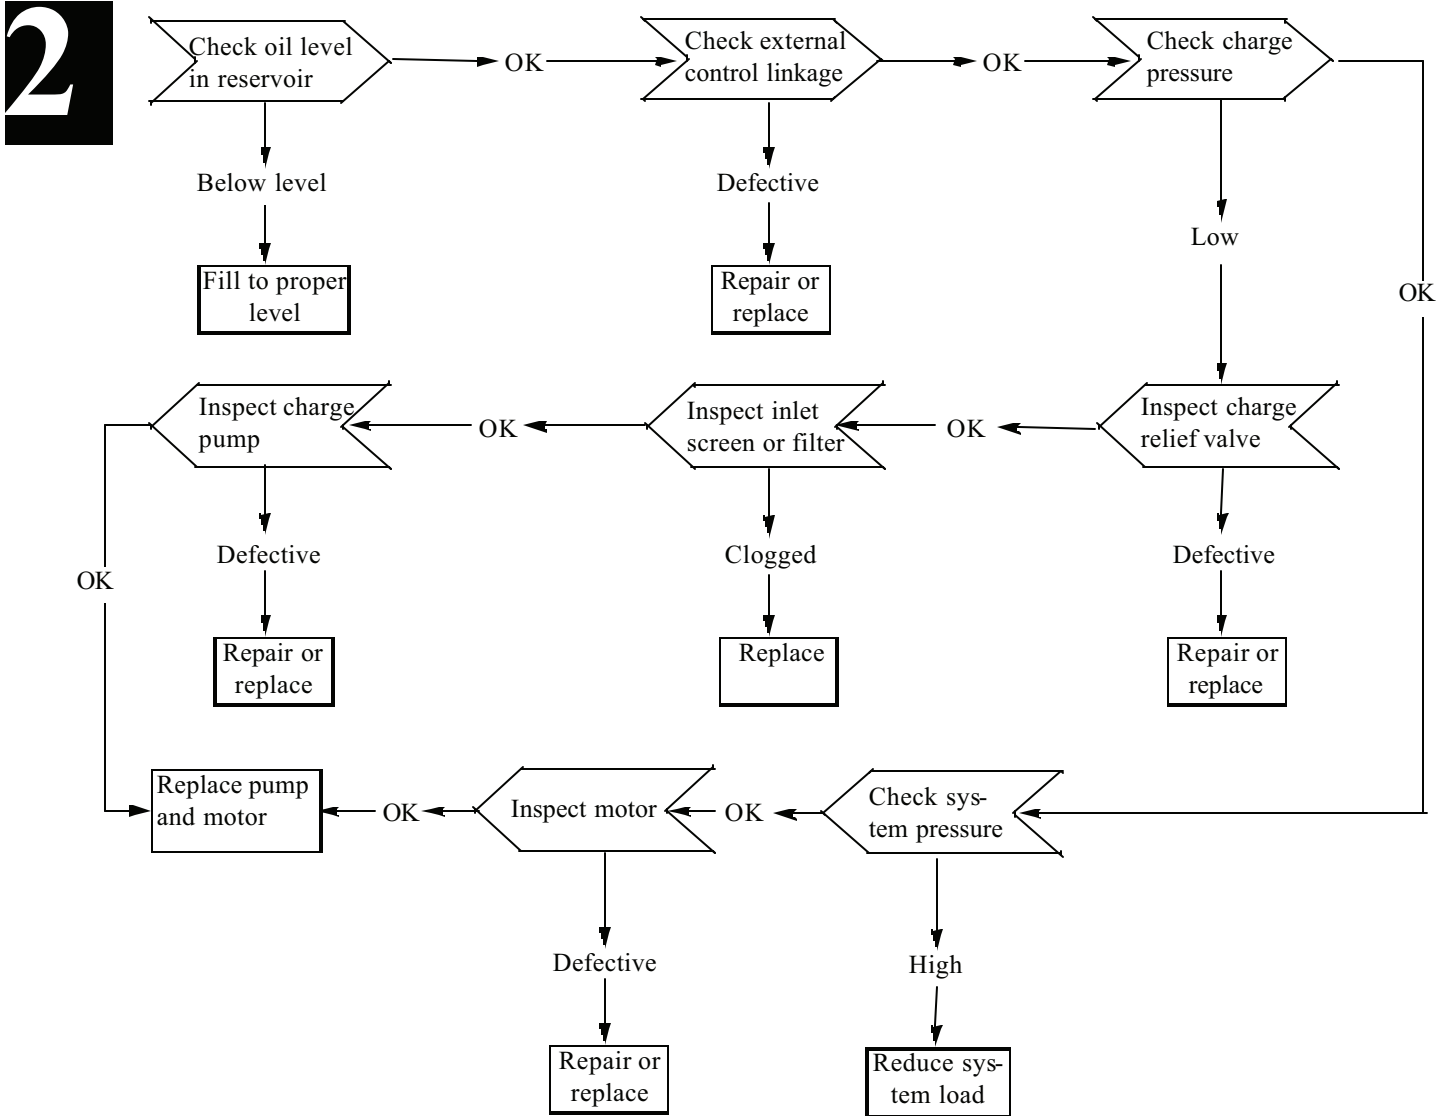 2
Check oil level
in reservoir
OK
Check external
control linkage
OK
Check charge
pressure
Below level
Defective
Low
OK
Fill to proper
level
Repair or
replace
Inspect charge
pump
OK
Inspect inlet
screen or filter
OK
Inspect charge
relief valve
Defective
Clogged
Defective
OK
Repair or
replace
Replace
Repair or
replace
Replace pump
and motor
OK
Inspect motor
OK
Check sys-
tem pressure
Defective
High
Repair or
replace
Reduce sys-
tem load